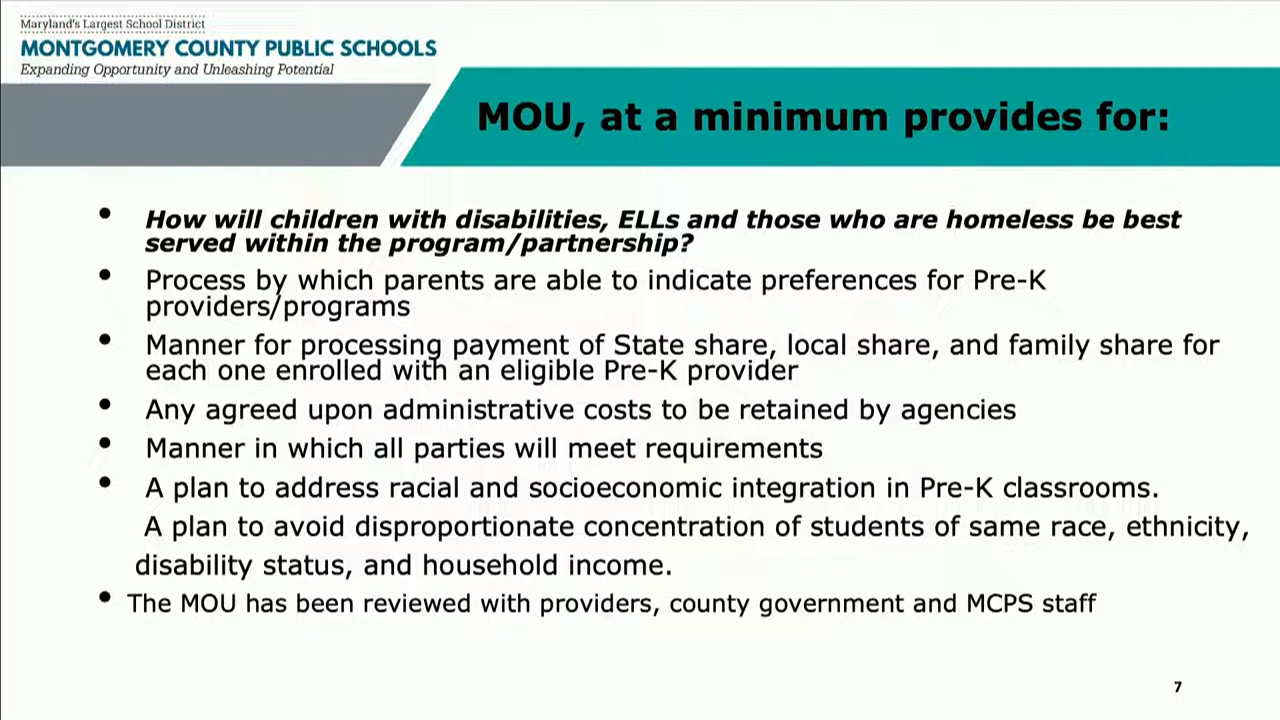 Maryland's Largest School District
MONTGOMERY COUNTY PUBLIC SCHOOLS
Expanding Opportunity and Unleashing Potential
MOU, at a minimum provides for:
• How will children with disabilities, ELLs and those who are homeless be best
served within the program/partnership?
• Process by which parents are able to indicate preferences for Pre-K
providers/programs
• Manner for processing payment of State share, local share, and family share for
each one enrolled with an eligible Pre-K provider
• Any agreed upon administrative costs to be retained by agencies
• Manner in which all parties will meet requirements
• A plan to address racial and socioeconomic integration in Pre-K classrooms.
A plan to avoid disproportionate concentration of students of same race, ethnicity,
disability status, and household income.
• The MOU has been reviewed with providers, county government and MCPS staff
7